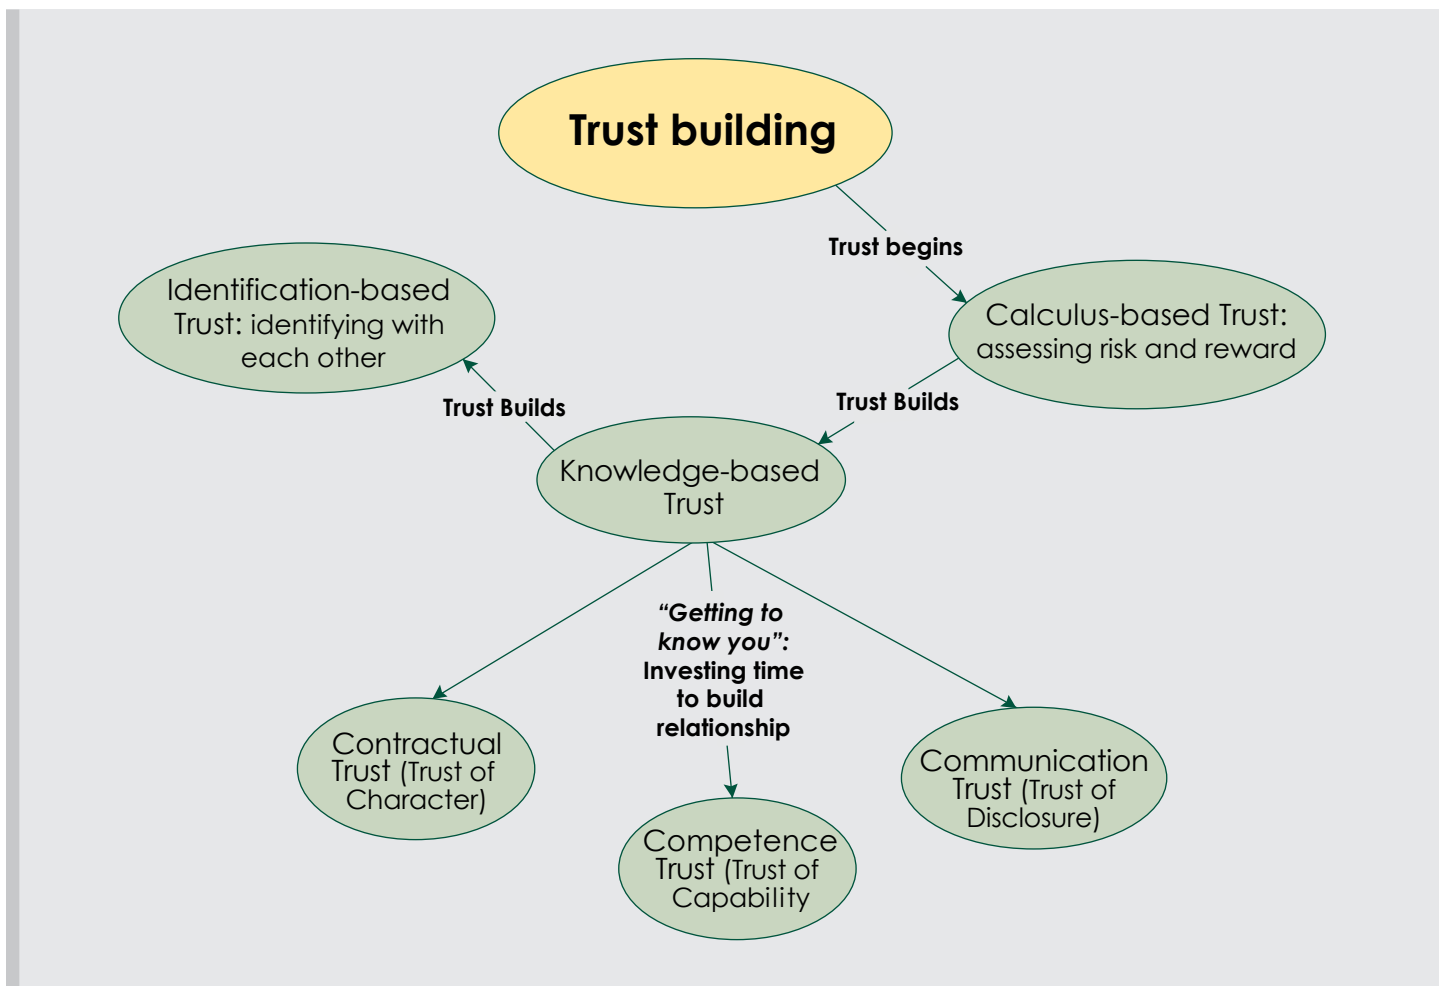 Trust building
Trust begins
Identification-based
Trust: identifying with
each other
Calculus-based Trust:
assessing risk and reward
Trust Builds
Trust Builds
Knowledge-based
Trust
“Getting to
know you”:
Investing time
to build
relationship
Contractual
Trust (Trust of
Character)
Communication
Trust (Trust of
Disclosure)
Competence
Trust (Trust of
Capability